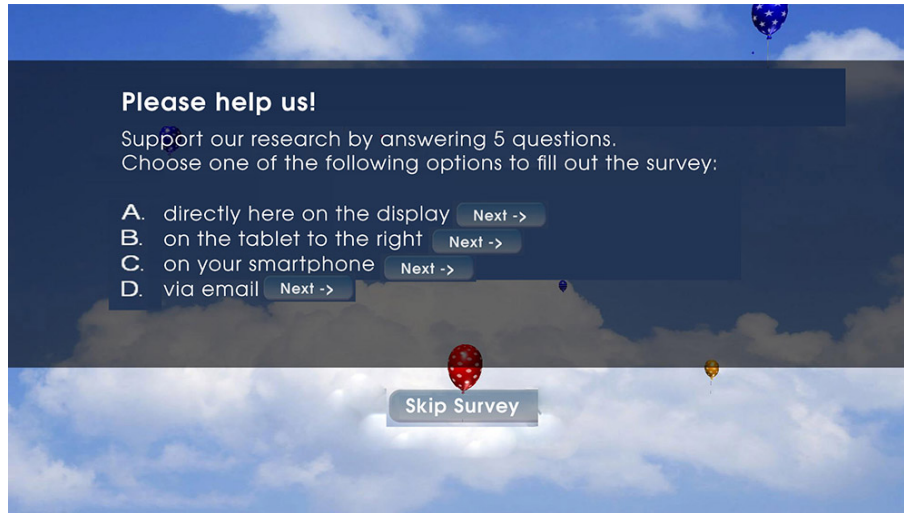 Please help us!
Support our research by answering 5 questions.
Choose one of the following options to fill out the survey:
A. directly here on the display Next ->
B. on the tablet to the right Next ->
C. on your smartphone Next ->
D. via email Next ->
Skip Survey